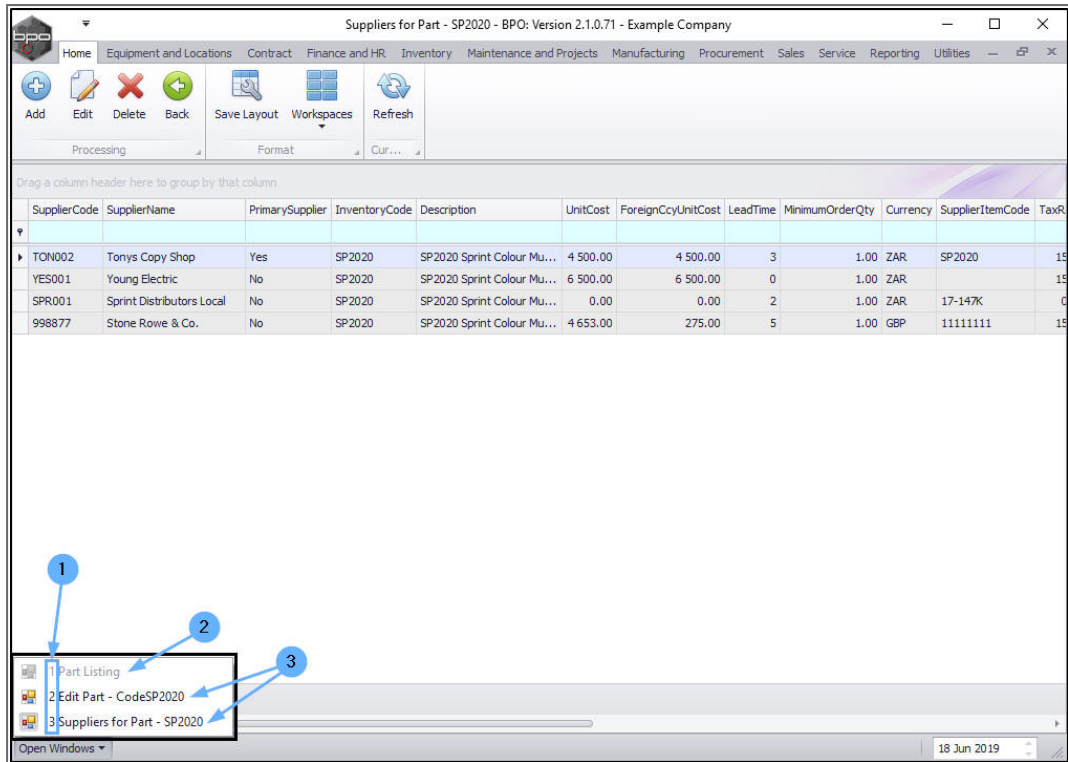 Suppliers for Part - SP2020 - BPO: Version 2.1.0.71 - Example Company
bpo
Home Equipment and Locations Contract Finance and HR Inventory Maintenance and Projects Manufacturing Procurement Sales Service Reporting Utilities
Add Edit Delete Back Save Layout Workspaces Refresh
Processing Format Cur...
Drag a column header here to group by that column
SupplierCode SupplierName PrimarySupplier InventoryCode Description UnitCost ForeignCcyUnitCost LeadTime MinimumOrderQty Currency SupplierItemCode TaxR
TON002 Tonys Copy Shop Yes SP2020 SP2020 Sprint Colour Mu... 4 500.00 4 500.00 3 1.00 ZAR SP2020 15
YES001 Young Electric No SP2020 SP2020 Sprint Colour Mu... 6 500.00 6 500.00 0 1.00 ZAR 15
SPR001 Sprint Distributors Local No SP2020 SP2020 Sprint Colour Mu... 0.00 0.00 2 1.00 ZAR 17-147K 0
998877 Stone Rowe & Co. No SP2020 SP2020 Sprint Colour Mu... 4 653.00 275.00 5 1.00 GBP 11111111 15
1
2
3
1 Part Listing
2 Edit Part - CodeSP2020
3 Suppliers for Part - SP2020
Open Windows 18 Jun 2019